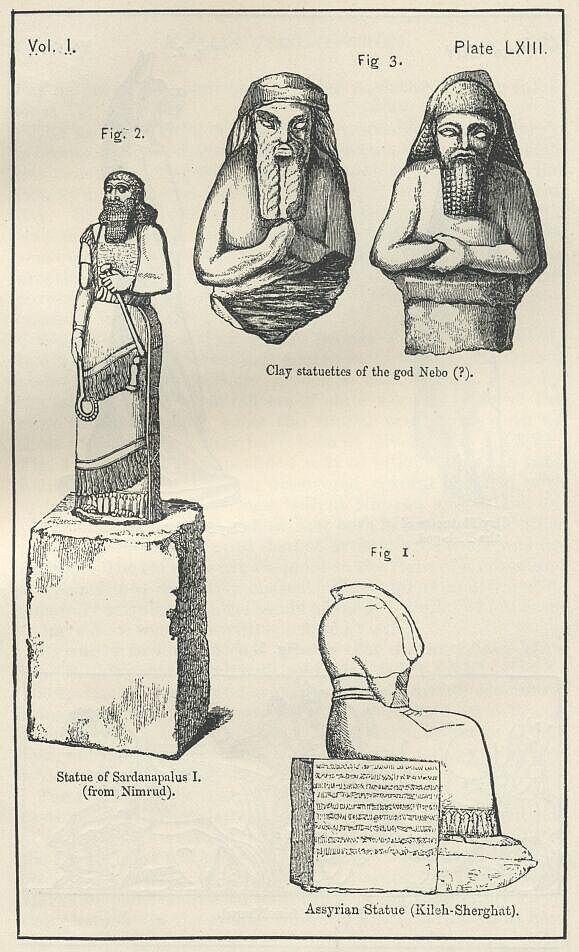 Vol. I.
Plate LXIII.
Fig 3.
Fig. 2.
Clay statuettes of the god Nebo (?).
Fig 1.
Statue of Sardanapalus I.
(from Nimrud).
Assyrian Statue (Kileh-Sherghat).